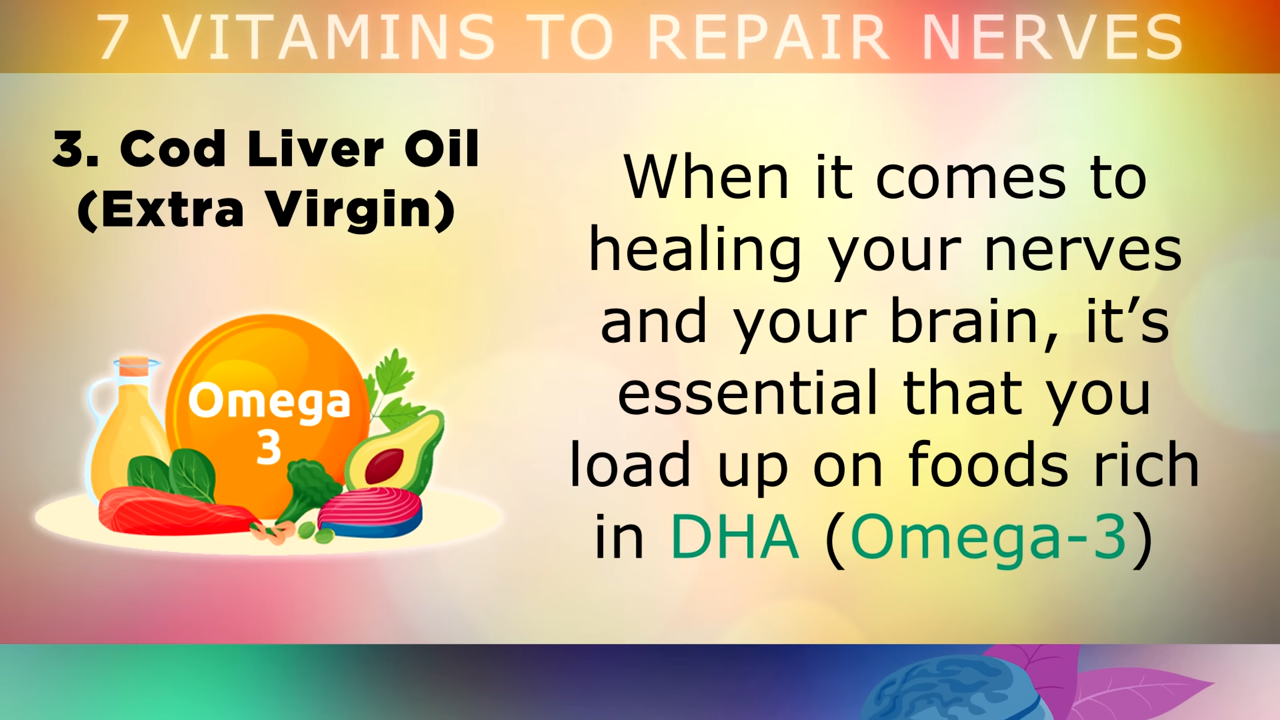 7 VITAMINS TO REPAIR NERVES
3. Cod Liver Oil
(Extra Virgin)
Omega
3
When it comes to
healing your nerves
and your brain, it’s
essential that you
load up on foods rich
in DHA (Omega-3)